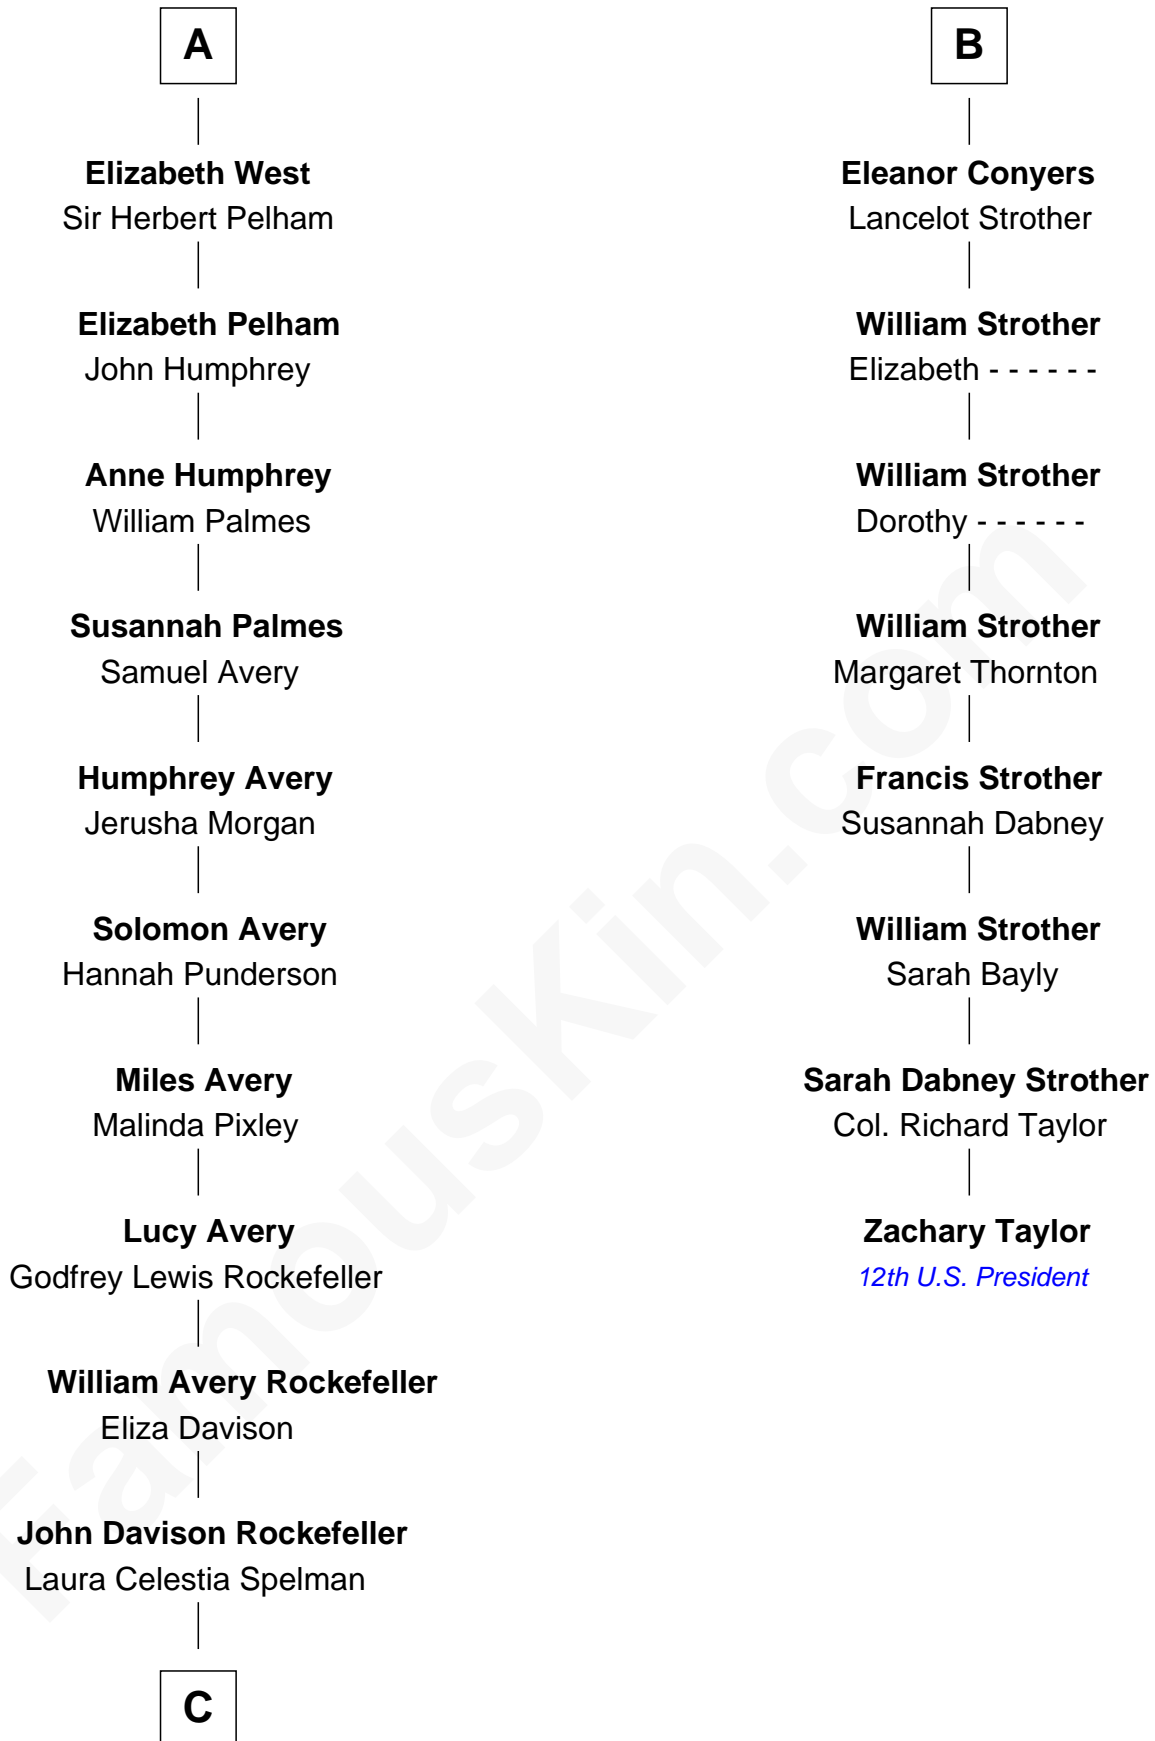 A
Elizabeth West
Sir Herbert Pelham
Elizabeth Pelham
John Humphrey
Anne Humphrey
William Palmes
Susannah Palmes
Samuel Avery
Humphrey Avery
Jerusha Morgan
Solomon Avery
Hannah Punderson
Miles Avery
Malinda Pixley
Lucy Avery
Godfrey Lewis Rockefeller
William Avery Rockefeller
Eliza Davison
John Davison Rockefeller
Laura Celestia Spelman
C
B
Eleanor Conyers
Lancelot Strother
William Strother
Elizabeth - - - - - -
William Strother
Dorothy - - - - - -
William Strother
Margaret Thornton
Francis Strother
Susannah Dabney
William Strother
Sarah Bayly
Sarah Dabney Strother
Col. Richard Taylor
Zachary Taylor
12th U.S. President
FamousKin.com